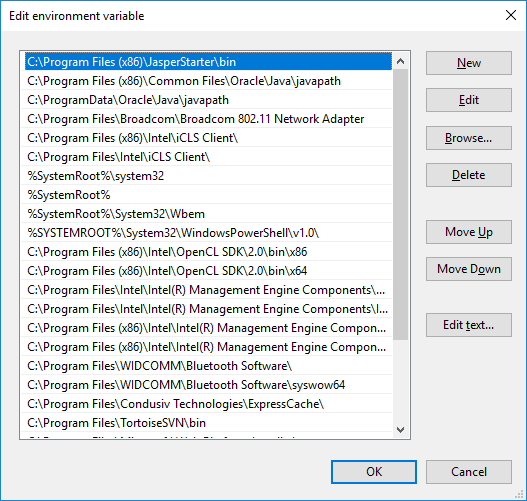 Edit environment variable
C:\Program Files (x86)\JasperStarter\bin
C:\Program Files (x86)\Common Files\Oracle\Java\javapath
C:\ProgramData\Oracle\Java\javapath
C:\Program Files\Broadcom\Broadcom 802.11 Network Adapter
C:\Program Files (x86)\Intel\iCLS Client\
C:\Program Files\Intel\iCLS Client\
%SystemRoot%\system32
%SystemRoot%
%SystemRoot%\System32\Wbem
%SYSTEMROOT%\System32\WindowsPowerShell\v1.0\
C:\Program Files (x86)\Intel\OpenCL SDK\2.0\bin\x86
C:\Program Files (x86)\Intel\OpenCL SDK\2.0\bin\x64
C:\Program Files\Intel\Intel(R) Management Engine Components\...
C:\Program Files\Intel\Intel(R) Management Engine Components\I...
C:\Program Files (x86)\Intel\Intel(R) Management Engine Compon...
C:\Program Files (x86)\Intel\Intel(R) Management Engine Compon...
C:\Program Files\WIDCOMM\Bluetooth Software\
C:\Program Files\WIDCOMM\Bluetooth Software\syswow64
C:\Program Files\Condusiv Technologies\ExpressCache\
C:\Program Files\TortoiseSVN\bin
New
Edit
Browse...
Delete
Move Up
Move Down
Edit text...
OK
Cancel